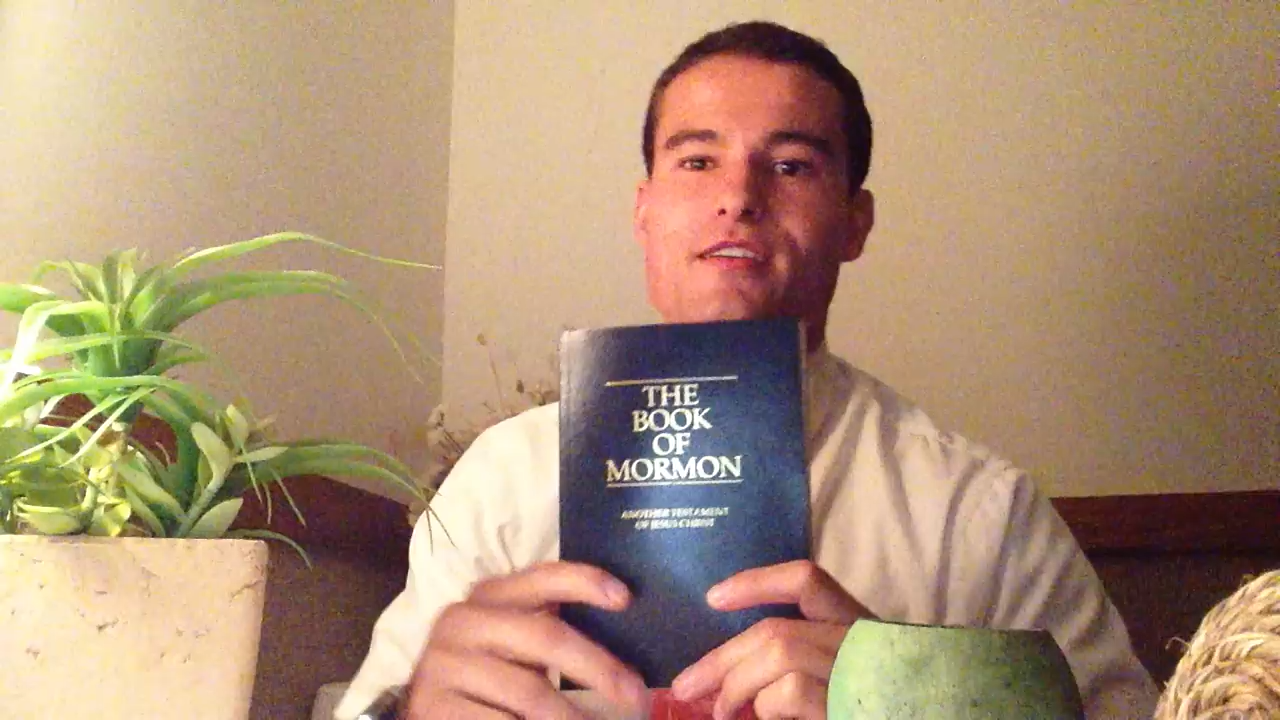 THE
BOOK
OF
MORMON
ANOTHER TESTAMENT
OF JESUS CHRIST